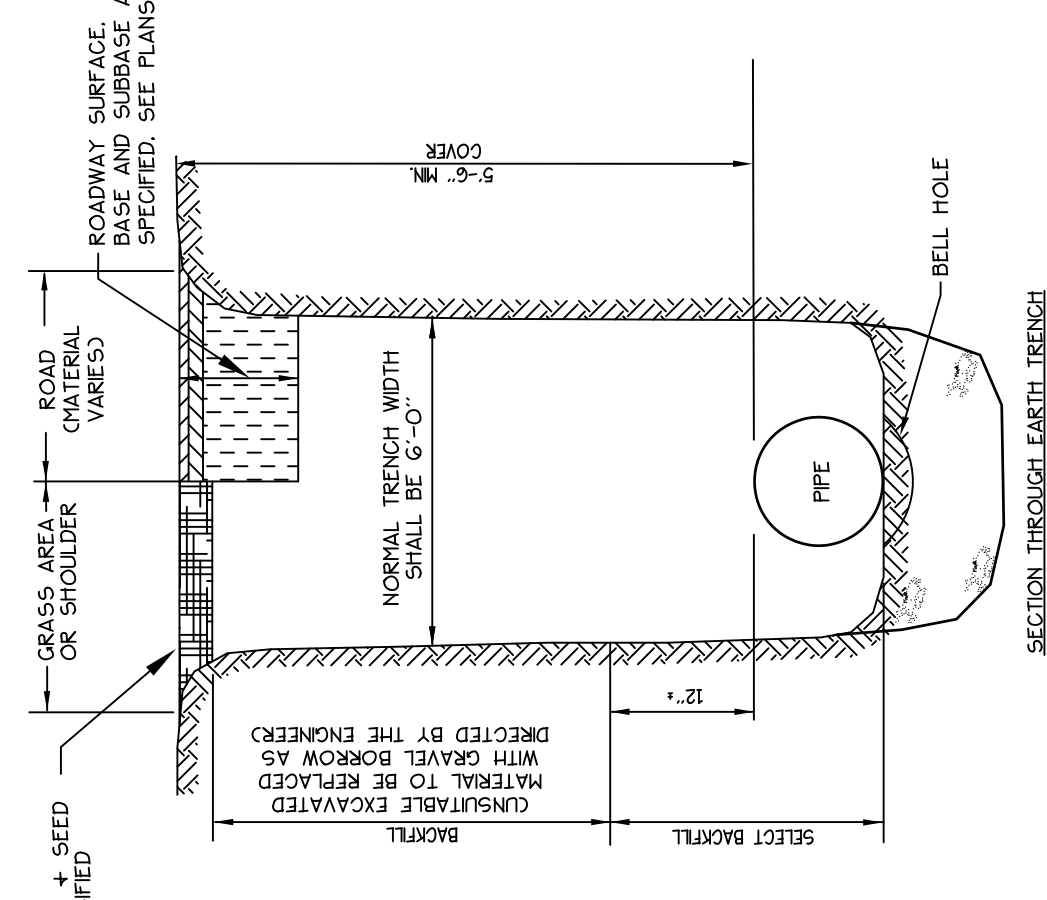 + SEED
IFIED
GRASS AREA
OR SHOULDER
ROAD
(MATERIAL
VARIES)
ROADWAY SURFACE,
BASE AND SUBBASE A
SPECIFIED. SEE PLANS
5'-6" MIN.
COVER
NORMAL TRENCH WIDTH
SHALL BE 6'-0"
BACKFILL
(UNSUITABLE EXCAVATED
MATERIAL TO BE REPLACED
WITH GRAVEL BORROW AS
DIRECTED BY THE ENGINEER)
12"±
SELECT BACKFILL
PIPE
BELL HOLE
SECTION THROUGH EARTH TRENCH